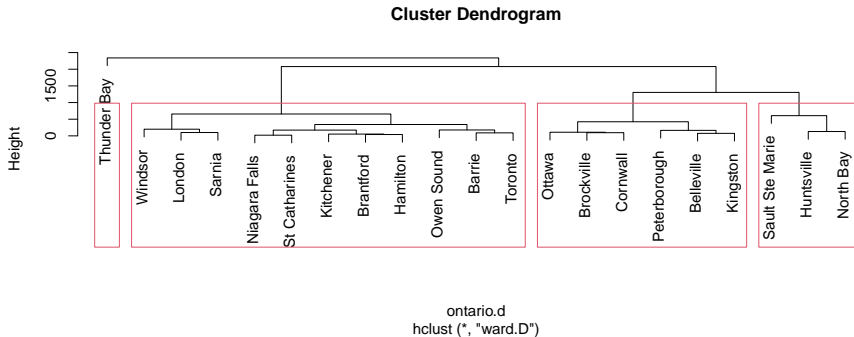 Cluster Dendrogram
Height
0
1500
Thunder Bay
Windsor
London
Sarnia
Niagara Falls
St Catharines
Kitchener
Brantford
Hamilton
Owen Sound
Barrie
Toronto
Ottawa
Brockville
Cornwall
Peterborough
Belleville
Kingston
Sault Ste Marie
Huntsville
North Bay
ontario.d
hclust (*, "ward.D")